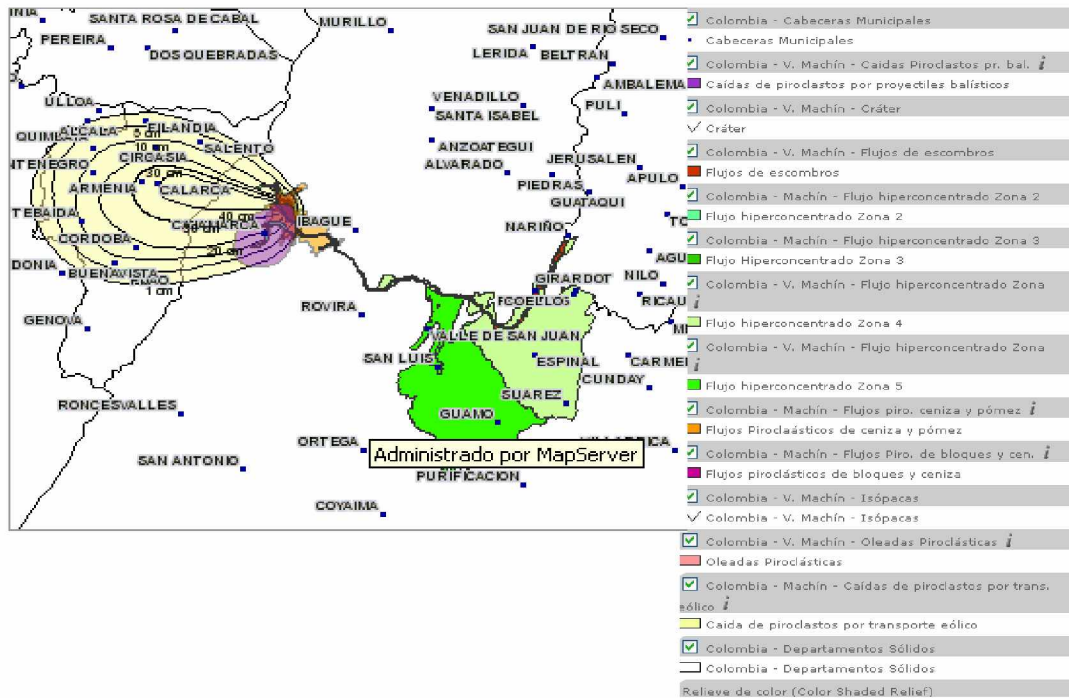 SANTA ROSA DE CABAL
MURILLO
SAN JUAN DE RIO SECO
PEREIRA
DOSQUEBRADAS
LERIDA
BELTRAN
AMBALEMA
ULLOA
VENADILLO
PULI
SANTA ISABEL
ALCALA
FILANDIA
5 cm
QUIMBAYA
10 cm
SALENTO
ANZOATEGUI
CIRCASIA
ALVARADO
JERUSALEN
30 cm
ARMENIA
CALARCA
PIEDRAS
APULO
GUATAQUI
40 cm
CAJAMARCA
IBAGUE
TEBAIDA
NARIÑO
20 cm
CORDOBA
AGU
DONIA
BUENAVISTA
GIRARDOT
NILO
1 cm
ROVIRA
COELLO
RICAU
GENOVA
VALLE DE SAN JUAN
SAN LUIS
ESPINAL
CARMEN
CUNDAY
SUAREZ
RONCESVALLES
GUAMO
ORTEGA
Administrado por MapServer
SAN ANTONIO
PURIFICACION
COYAIMA
Colombia - Cabeceras Municipales
Cabeceras Municipales
Colombia - V. Machín - Caidas Piroclastos pr. bal. i
Caídas de piroclastos por proyectiles balísticos
Colombia - V. Machín - Cráter
Cráter
Colombia - V. Machín - Flujos de escombros
Flujos de escombros
Colombia - Machín - Flujo hiperconcentrado Zona 2
Flujo hiperconcentrado Zona 2
Colombia - Machín - Flujo hiperconcentrado Zona 3
Flujo Hiperconcentrado Zona 3
Colombia - V. Machín - Flujo hiperconcentrado Zona
i
Flujo hiperconcentrado Zona 4
Colombia - V. Machín - Flujo hiperconcentrado Zona
i
Flujo hiperconcentrado Zona 5
Colombia - Machín - Flujos piro. ceniza y pómez i
Flujos Piroclaásticos de ceniza y pómez
Colombia - Machín - Flujos Piro. de bloques y cen. i
Flujos piroclásticos de bloques y ceniza
Colombia - V. Machín - Isópacas
Colombia - V. Machín - Isópacas
Colombia - V. Machín - Oleadas Piroclásticas i
Oleadas Piroclásticas
Colombia - Machín - Caídas de piroclastos por trans.
eólico i
Caida de piroclastos por transporte eólico
Colombia - Departamentos Sólidos
Colombia - Departamentos Sólidos
Relieve de color (Color Shaded Relief)